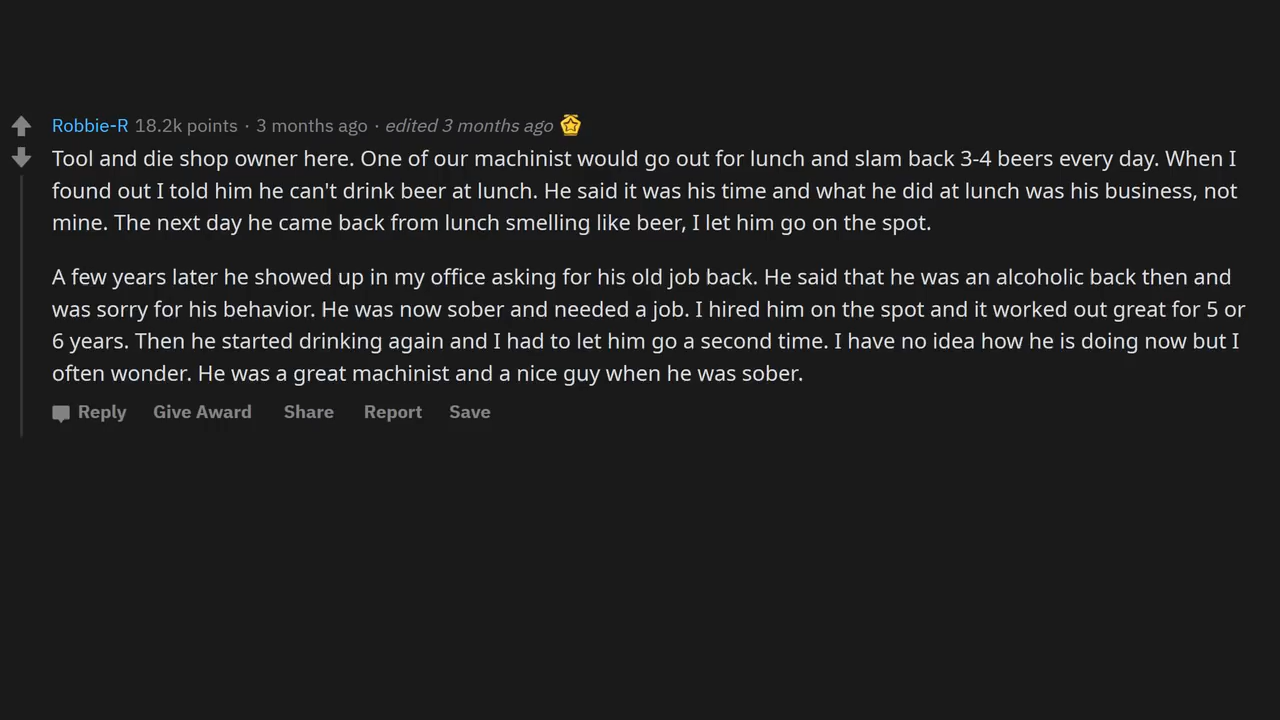 Robbie-R 18.2k points · 3 months ago · edited 3 months ago
Tool and die shop owner here. One of our machinist would go out for lunch and slam back 3-4 beers every day. When I
found out I told him he can't drink beer at lunch. He said it was his time and what he did at lunch was his business, not
mine. The next day he came back from lunch smelling like beer, I let him go on the spot.
A few years later he showed up in my office asking for his old job back. He said that he was an alcoholic back then and
was sorry for his behavior. He was now sober and needed a job. I hired him on the spot and it worked out great for 5 or
6 years. Then he started drinking again and I had to let him go a second time. I have no idea how he is doing now but I
often wonder. He was a great machinist and a nice guy when he was sober.
Reply Give Award Share Report Save